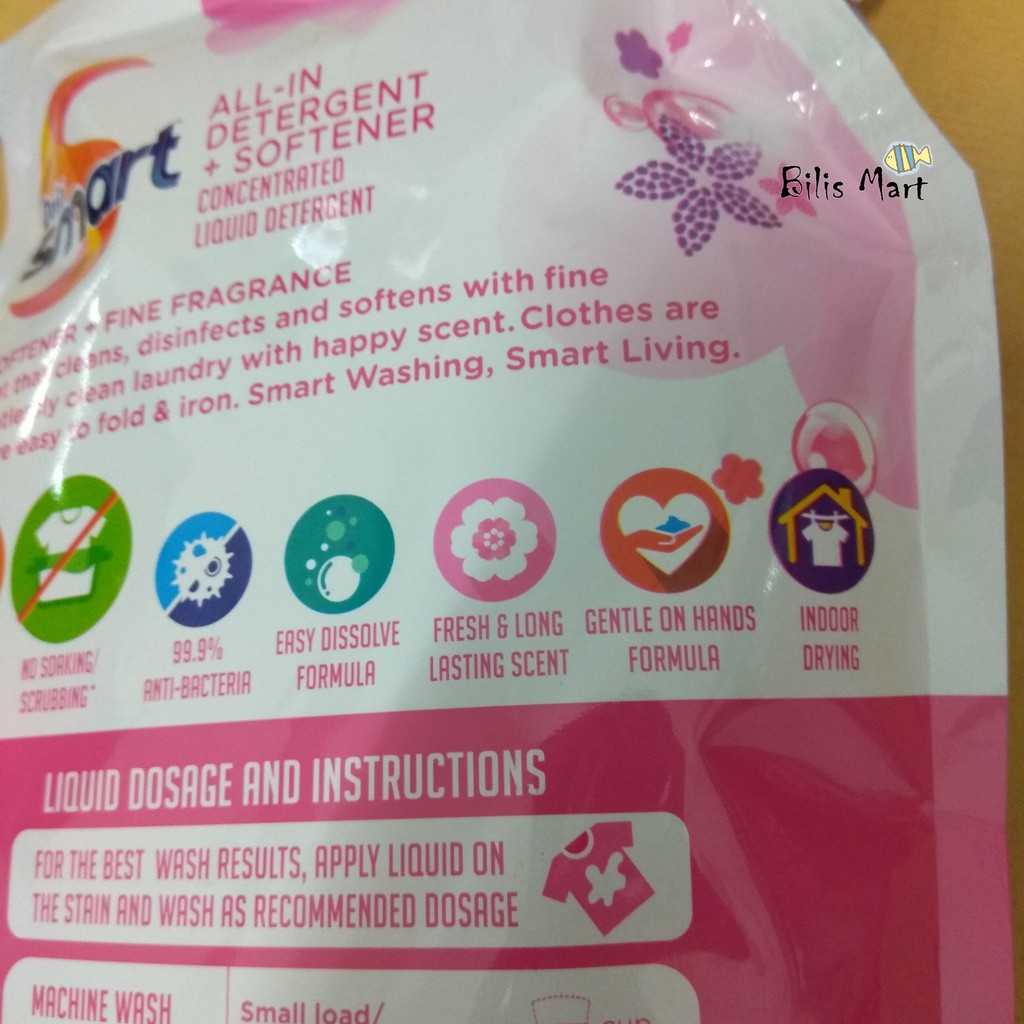 smart
ALL-IN
DETERGENT
+ SOFTENER
CONCENTRATED
LIQUID DETERGENT
Bilis Mart
+ FINE FRAGRANCE
cleans, disinfects and softens with fine
clean laundry with happy scent. Clothes are
easy to fold & iron. Smart Washing, Smart Living.
NO SOAKING/
SCRUBBING*
99.9%
ANTI-BACTERIA
EASY DISSOLVE
FORMULA
FRESH & LONG
LASTING SCENT
GENTLE ON HANDS
FORMULA
INDOOR
DRYING
LIQUID DOSAGE AND INSTRUCTIONS
FOR THE BEST WASH RESULTS, APPLY LIQUID ON
THE STAIN AND WASH AS RECOMMENDED DOSAGE
MACHINE WASH
Small load/
cup